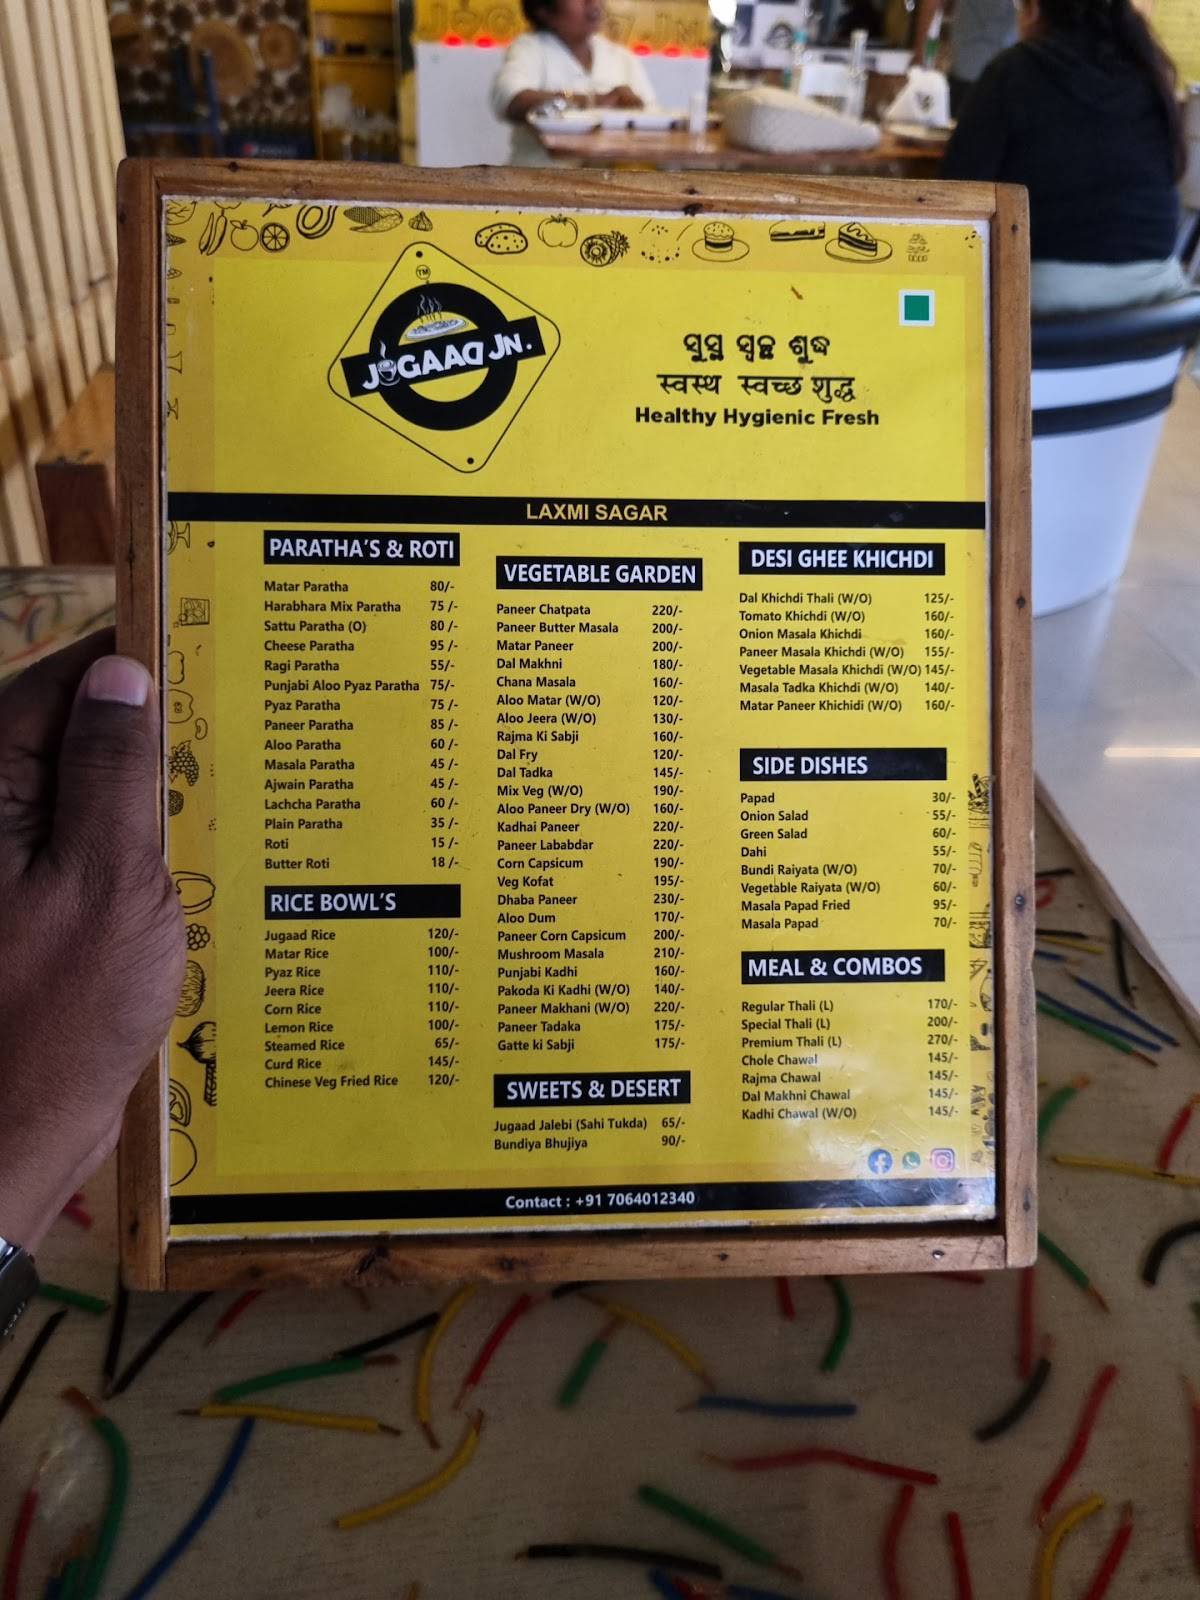 TM
JUGAAD JN.
ସୁସ୍ଥ ସ୍ୱଚ୍ଛ ଶୁଦ୍ଧ
स्वस्थ स्वच्छ शुद्ध
Healthy Hygienic Fresh
LAXMI SAGAR
PARATHA'S & ROTI
Matar Paratha 80/-
Harabhara Mix Paratha 75 /-
Sattu Paratha (O) 80 /-
Cheese Paratha 95 /-
Ragi Paratha 55/-
Punjabi Aloo Pyaz Paratha 75/-
Pyaz Paratha 75 /-
Paneer Paratha 85 /-
Aloo Paratha 60 /-
Masala Paratha 45 /-
Ajwain Paratha 45 /-
Lachcha Paratha 60 /-
Plain Paratha 35 /-
Roti 15 /-
Butter Roti 18 /-
RICE BOWL'S
Jugaad Rice 120/-
Matar Rice 100/-
Pyaz Rice 110/-
Jeera Rice 110/-
Corn Rice 110/-
Lemon Rice 100/-
Steamed Rice 65/-
Curd Rice 145/-
Chinese Veg Fried Rice 120/-
VEGETABLE GARDEN
Paneer Chatpata 220/-
Paneer Butter Masala 200/-
Matar Paneer 200/-
Dal Makhni 180/-
Chana Masala 160/-
Aloo Matar (W/O) 120/-
Aloo Jeera (W/O) 130/-
Rajma Ki Sabji 160/-
Dal Fry 120/-
Dal Tadka 145/-
Mix Veg (W/O) 190/-
Aloo Paneer Dry (W/O) 160/-
Kadhai Paneer 220/-
Paneer Lababdar 220/-
Corn Capsicum 190/-
Veg Kofat 195/-
Dhaba Paneer 230/-
Aloo Dum 170/-
Paneer Corn Capsicum 200/-
Mushroom Masala 210/-
Punjabi Kadhi 160/-
Pakoda Ki Kadhi (W/O) 140/-
Paneer Makhani (W/O) 220/-
Paneer Tadaka 175/-
Gatte ki Sabji 175/-
SWEETS & DESERT
Jugaad Jalebi (Sahi Tukda) 65/-
Bundiya Bhujiya 90/-
DESI GHEE KHICHDI
Dal Khichdi Thali (W/O) 125/-
Tomato Khichdi (W/O) 160/-
Onion Masala Khichdi 160/-
Paneer Masala Khichdi (W/O) 155/-
Vegetable Masala Khichdi (W/O) 145/-
Masala Tadka Khichdi (W/O) 140/-
Matar Paneer Khichidi (W/O) 160/-
SIDE DISHES
Papad 30/-
Onion Salad 55/-
Green Salad 60/-
Dahi 55/-
Bundi Raiyata (W/O) 70/-
Vegetable Raiyata (W/O) 60/-
Masala Papad Fried 95/-
Masala Papad 70/-
MEAL & COMBOS
Regular Thali (L) 170/-
Special Thali (L) 200/-
Premium Thali (L) 270/-
Chole Chawal 145/-
Rajma Chawal 145/-
Dal Makhni Chawal 145/-
Kadhi Chawal (W/O) 145/-
Contact : +91 7064012340